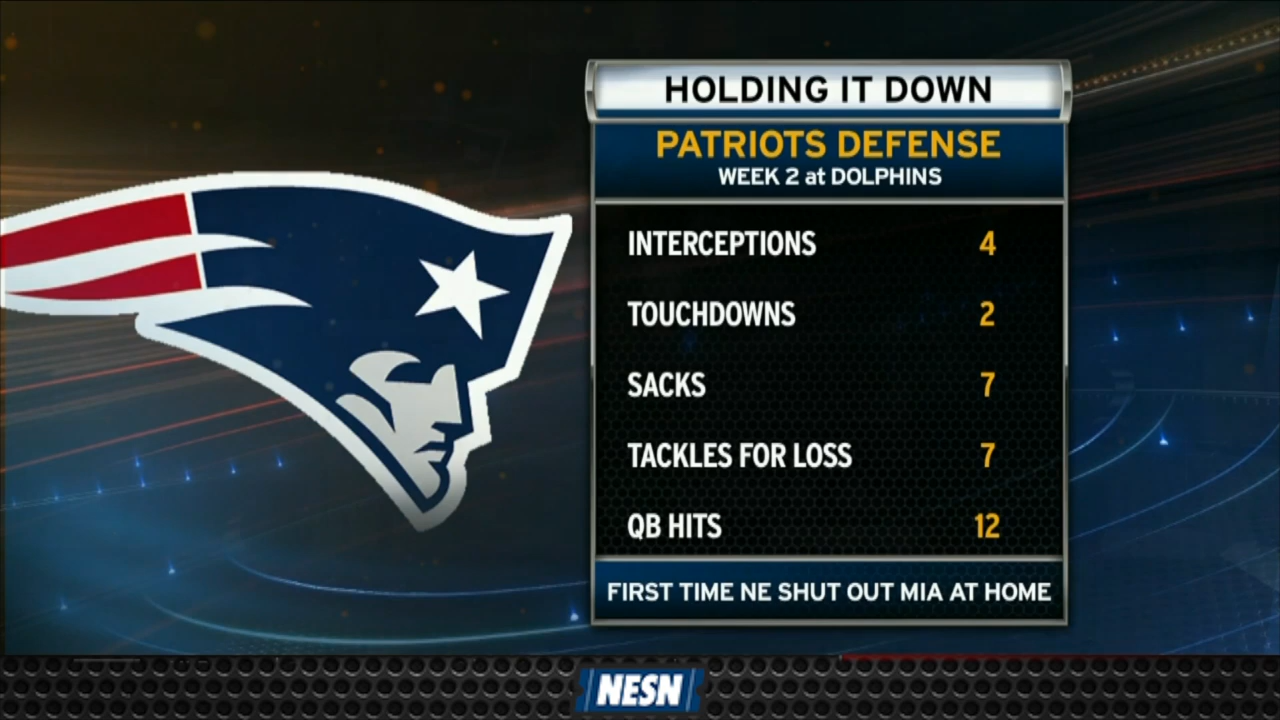 HOLDING IT DOWN
PATRIOTS DEFENSE
WEEK 2 at DOLPHINS
INTERCEPTIONS 4
TOUCHDOWNS 2
SACKS 7
TACKLES FOR LOSS 7
QB HITS 12
FIRST TIME NE SHUT OUT MIA AT HOME
NESN